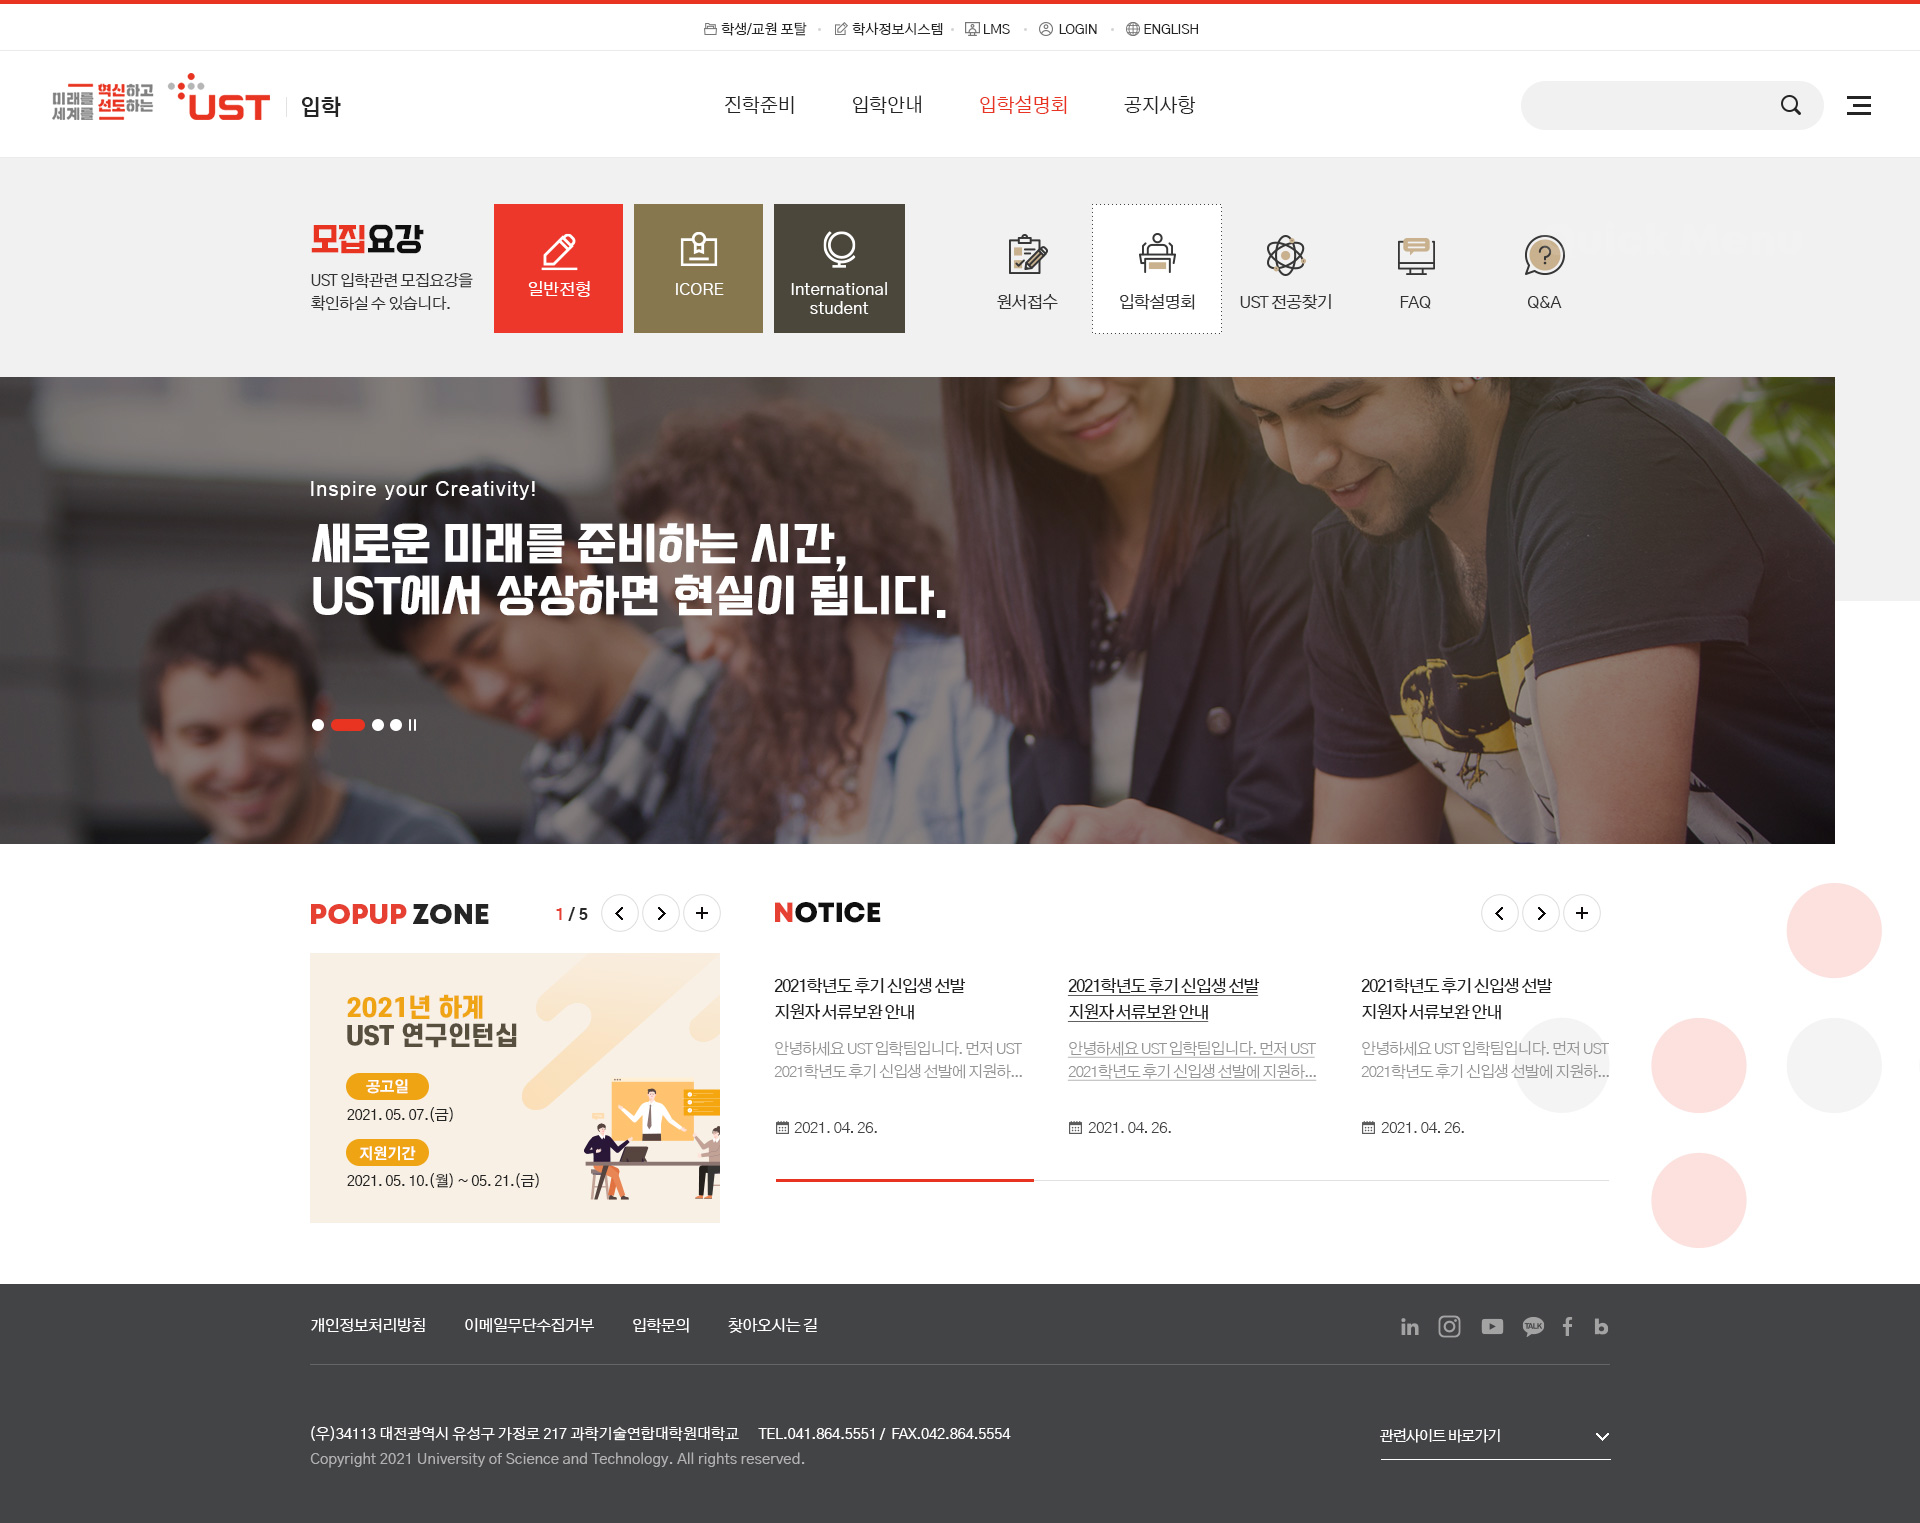 학생/교원 포탈
학사정보시스템
LMS
LOGIN
ENGLISH
미래를 혁신하고
세계를 선도하는
UST
입학
진학준비
입학안내
입학설명회
공지사항
모집요강
UST 입학관련 모집요강을
확인하실 수 있습니다.
일반전형
ICORE
International
student
원서접수
입학설명회
UST 전공찾기
FAQ
Q&A
Inspire your Creativity!
새로운 미래를 준비하는 시간,
UST에서 상상하면 현실이 됩니다.
POPUP ZONE
1 / 5
2021년 하계
UST 연구인턴십
공고일
2021. 05. 07.(금)
지원기간
2021. 05. 10.(월) ~ 05. 21.(금)
NOTICE
2021학년도 후기 신입생 선발
지원자 서류보완 안내
안녕하세요 UST 입학팀입니다. 먼저 UST
2021학년도 후기 신입생 선발에 지원하...
2021. 04. 26.
2021학년도 후기 신입생 선발
지원자 서류보완 안내
안녕하세요 UST 입학팀입니다. 먼저 UST
2021학년도 후기 신입생 선발에 지원하...
2021. 04. 26.
2021학년도 후기 신입생 선발
지원자 서류보완 안내
안녕하세요 UST 입학팀입니다. 먼저 UST
2021학년도 후기 신입생 선발에 지원하...
2021. 04. 26.
개인정보처리방침
이메일무단수집거부
입학문의
찾아오시는 길
in
TALK
f
b
(우)34113 대전광역시 유성구 가정로 217 과학기술연합대학원대학교 TEL.041.864.5551 / FAX.042.864.5554
Copyright 2021 University of Science and Technology. All rights reserved.
관련사이트 바로가기